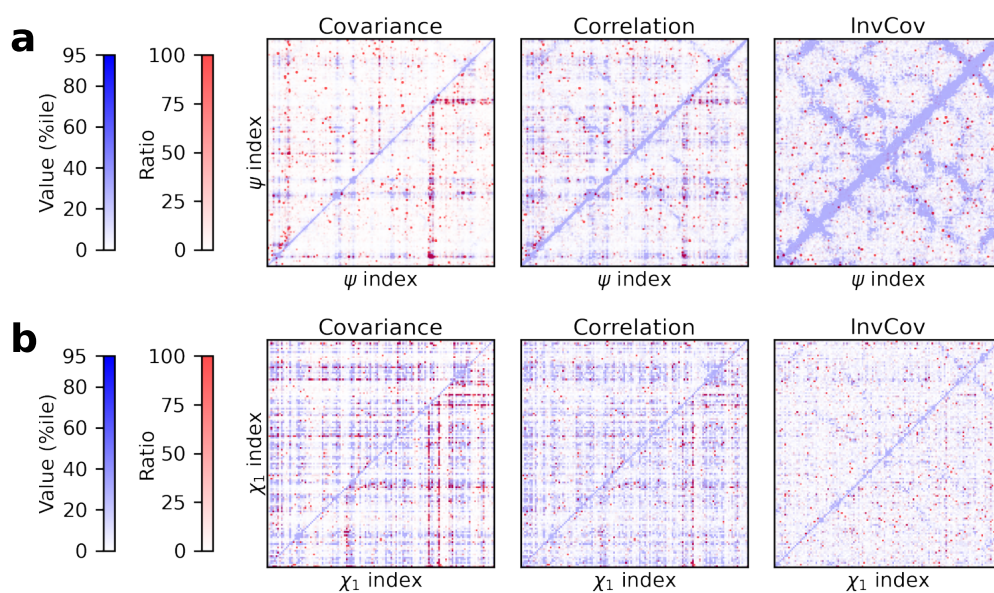 a
Value (%ile)
95
80
60
40
20
0
Ratio
100
75
50
25
0
Covariance
Correlation
InvCov
ψ index
ψ index
ψ index
ψ index
b
Value (%ile)
95
80
60
40
20
0
Ratio
100
75
50
25
0
Covariance
Correlation
InvCov
χ₁ index
χ₁ index
χ₁ index
χ₁ index